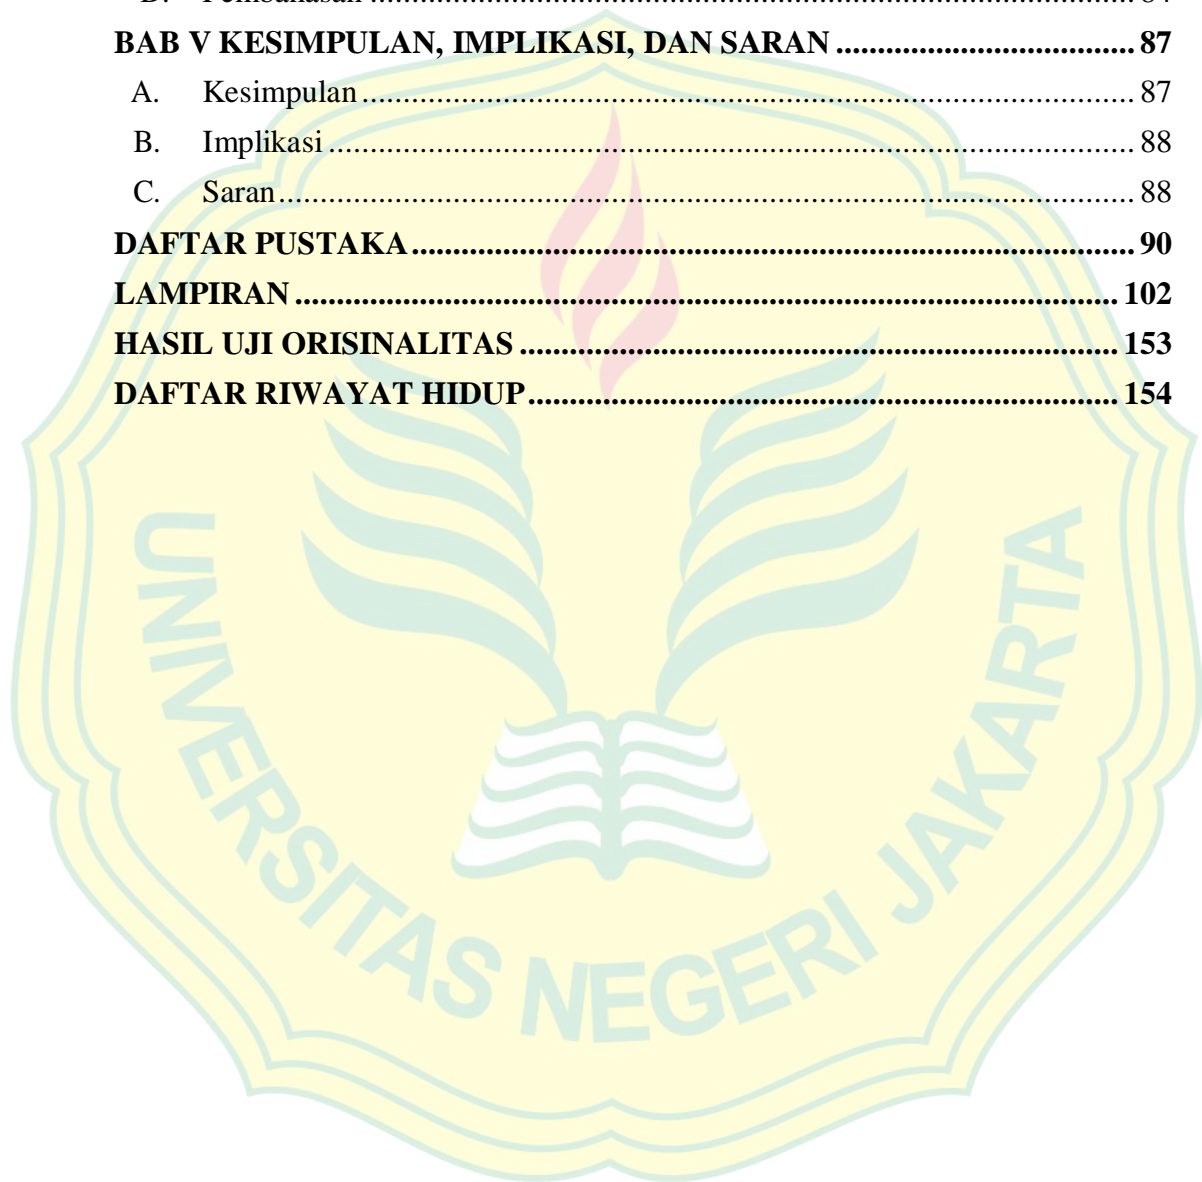 BAB V KESIMPULAN, IMPLIKASI, DAN SARAN .................................... 87
A. Kesimpulan .................................... 87
B. Implikasi .................................... 88
C. Saran .................................... 88
DAFTAR PUSTAKA .................................... 90
LAMPIRAN .................................... 102
HASIL UJI ORISINALITAS .................................... 153
DAFTAR RIWAYAT HIDUP .................................... 154
UNIVERSITAS NEGERI JAKARTA